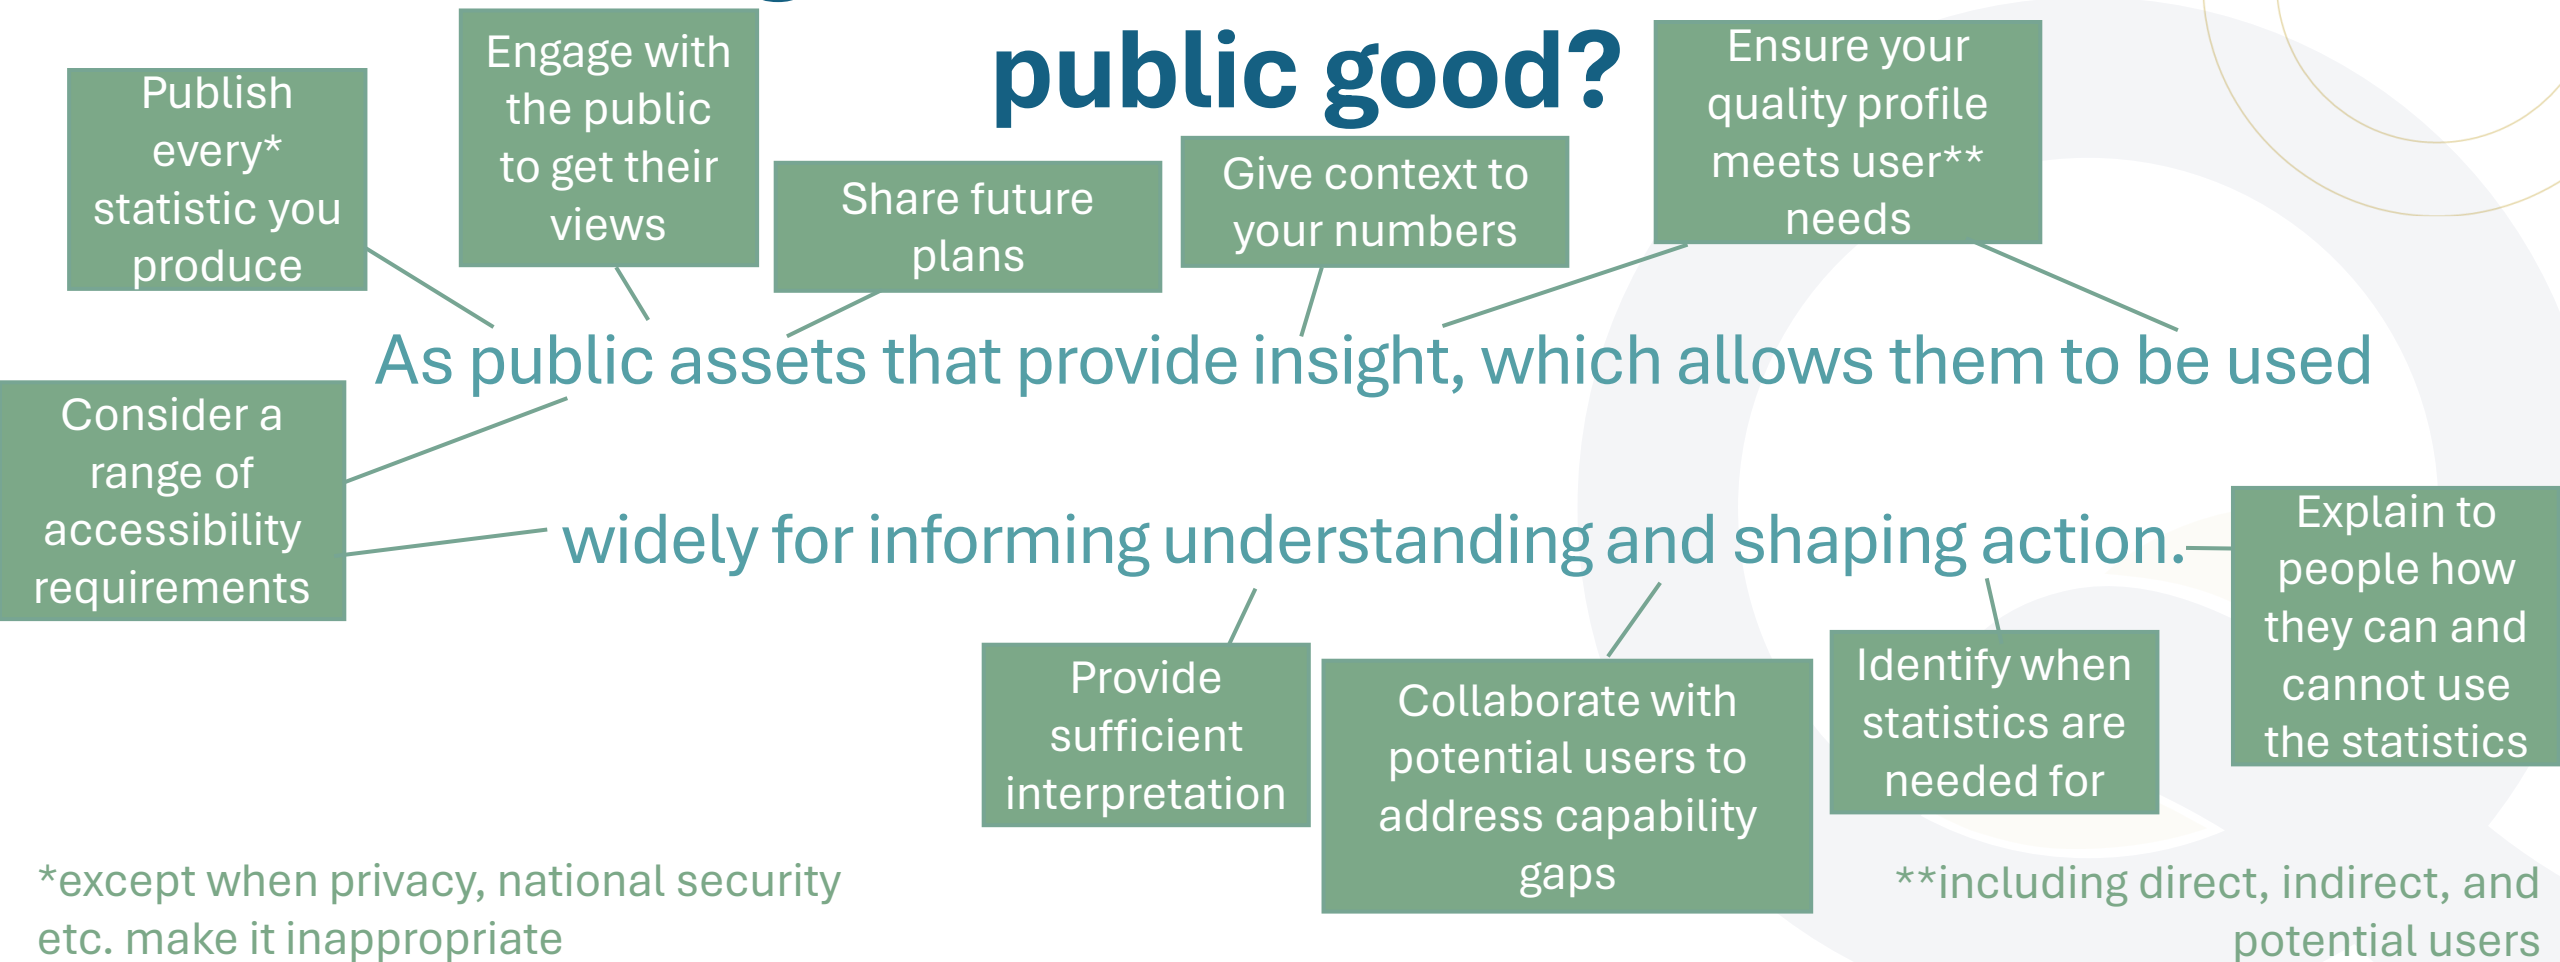 public good?
Publish
every*
statistic you
produce
Engage with
the public
to get their
views
Share future
plans
Give context to
your numbers
Ensure your
quality profile
meets user**
needs
As public assets that provide insight, which allows them to be used
Consider a
range of
accessibility
requirements
widely for informing understanding and shaping action.
Explain to
people how
they can and
cannot use
the statistics
Provide
sufficient
interpretation
Collaborate with
potential users to
address capability
gaps
Identify when
statistics are
needed for
*except when privacy, national security
etc. make it inappropriate
**including direct, indirect, and
potential users